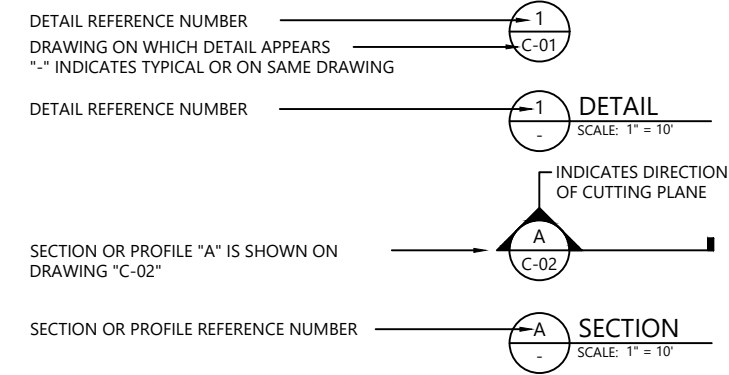 DETAIL REFERENCE NUMBER
1
DRAWING ON WHICH DETAIL APPEARS
C-01
"-" INDICATES TYPICAL OR ON SAME DRAWING
DETAIL REFERENCE NUMBER
1
DETAIL
-
SCALE: 1" = 10'
INDICATES DIRECTION
OF CUTTING PLANE
A
SECTION OR PROFILE "A" IS SHOWN ON
DRAWING "C-02"
C-02
SECTION OR PROFILE REFERENCE NUMBER
A
SECTION
-
SCALE: 1" = 10'